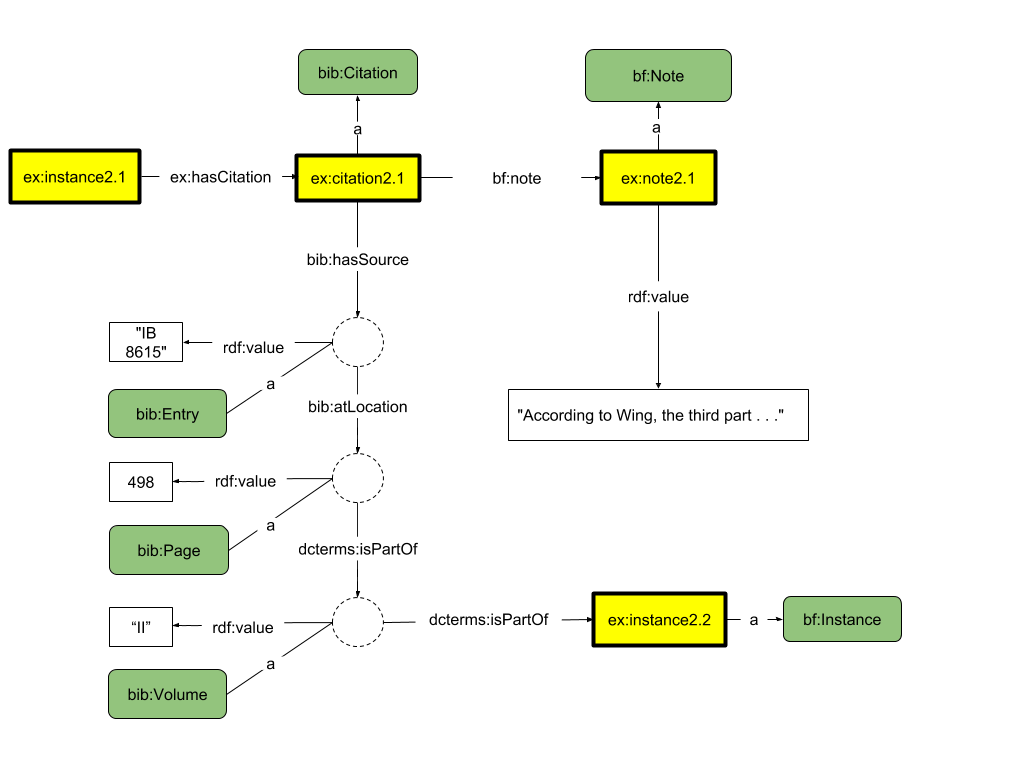 bib:Citation
bf:Note
a
a
ex:instance2.1
ex:hasCitation
ex:citation2.1
bf:note
ex:note2.1
bib:hasSource
rdf:value
"IB
8615"
rdf:value
a
bib:Entry
bib:atLocation
"According to Wing, the third part . . ."
498
rdf:value
a
bib:Page
dcterms:isPartOf
“II”
rdf:value
dcterms:isPartOf
ex:instance2.2
a
bf:Instance
a
bib:Volume